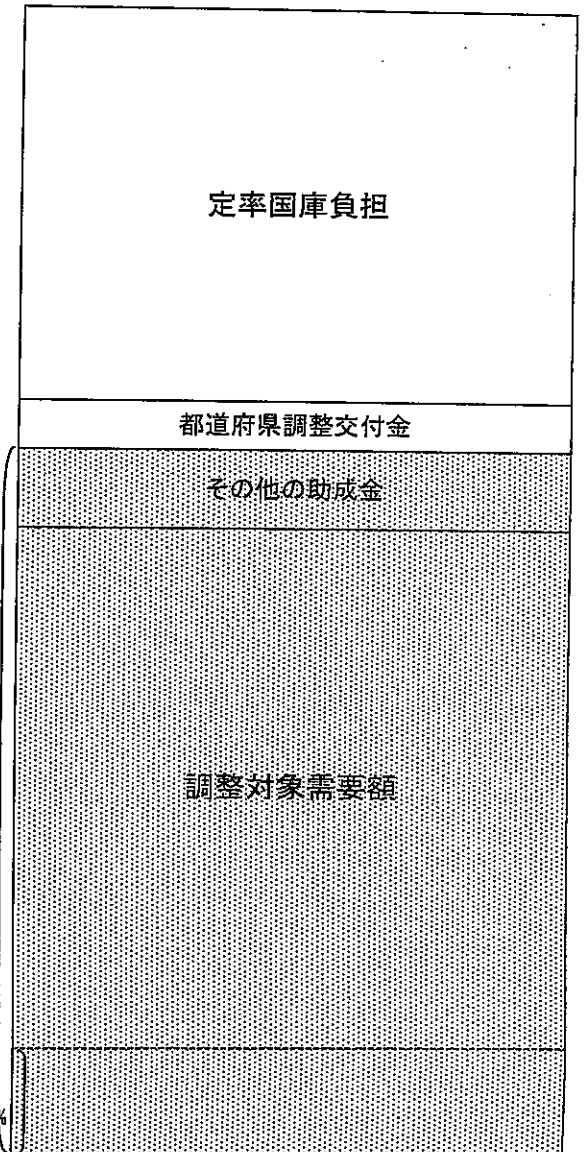 定率国庫負担
都道府県調整交付金
その他の助成金
調整対象需要額
%